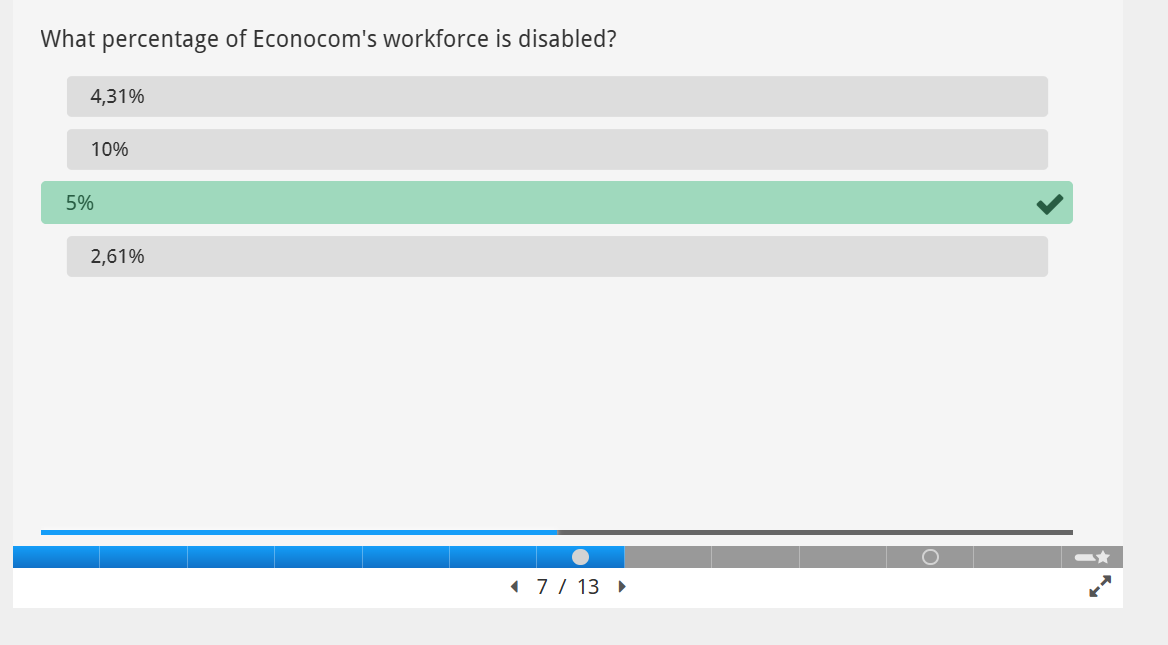 What percentage of Econocom's workforce is disabled?
4,31%
10%
5%
2,61%
7 / 13